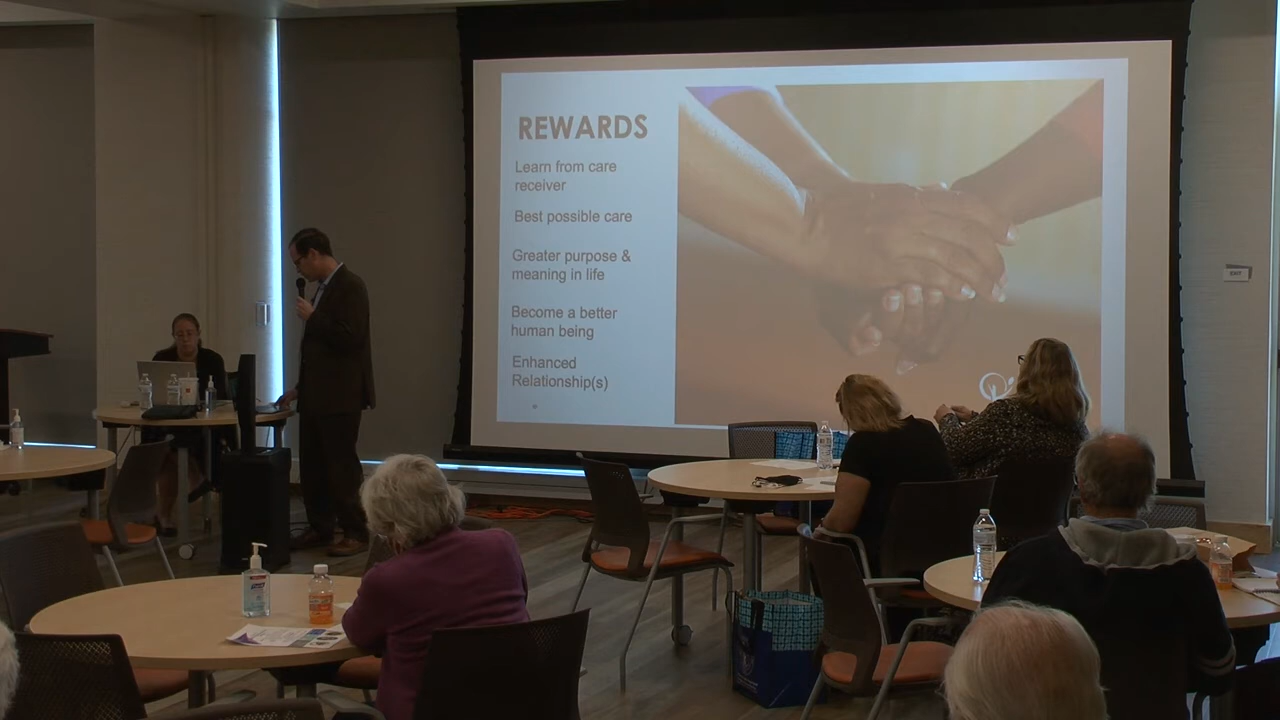 REWARDS
Learn from care
receiver
Best possible care
Greater purpose &
meaning in life
Become a better
human being
Enhanced
Relationship(s)
EXIT